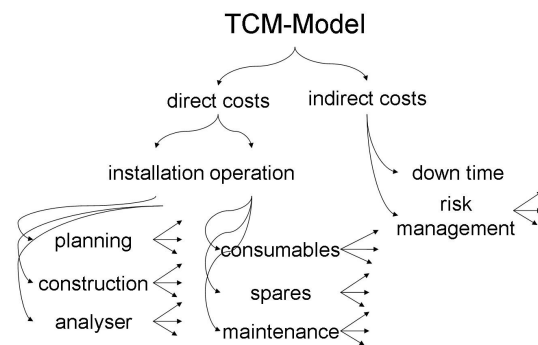 TCM-Model
direct costs
indirect costs
installation operation
down time
risk
management
planning
construction
analyser
consumables
spares
maintenance